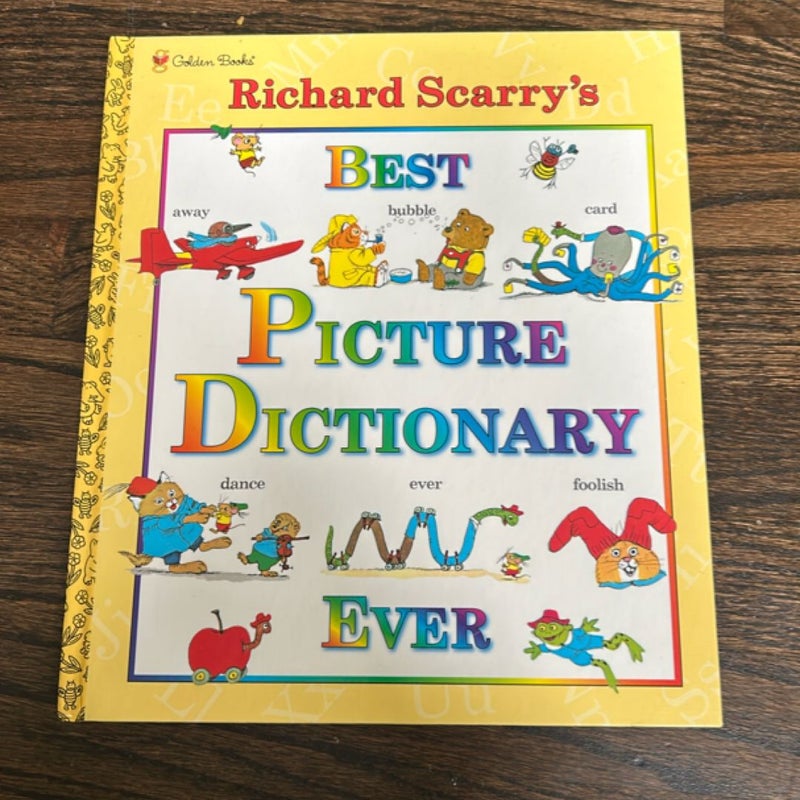 Golden Books®
Richard Scarry's
BEST
away
bubble
card
PICTURE
DICTIONARY
dance
ever
foolish
EVER